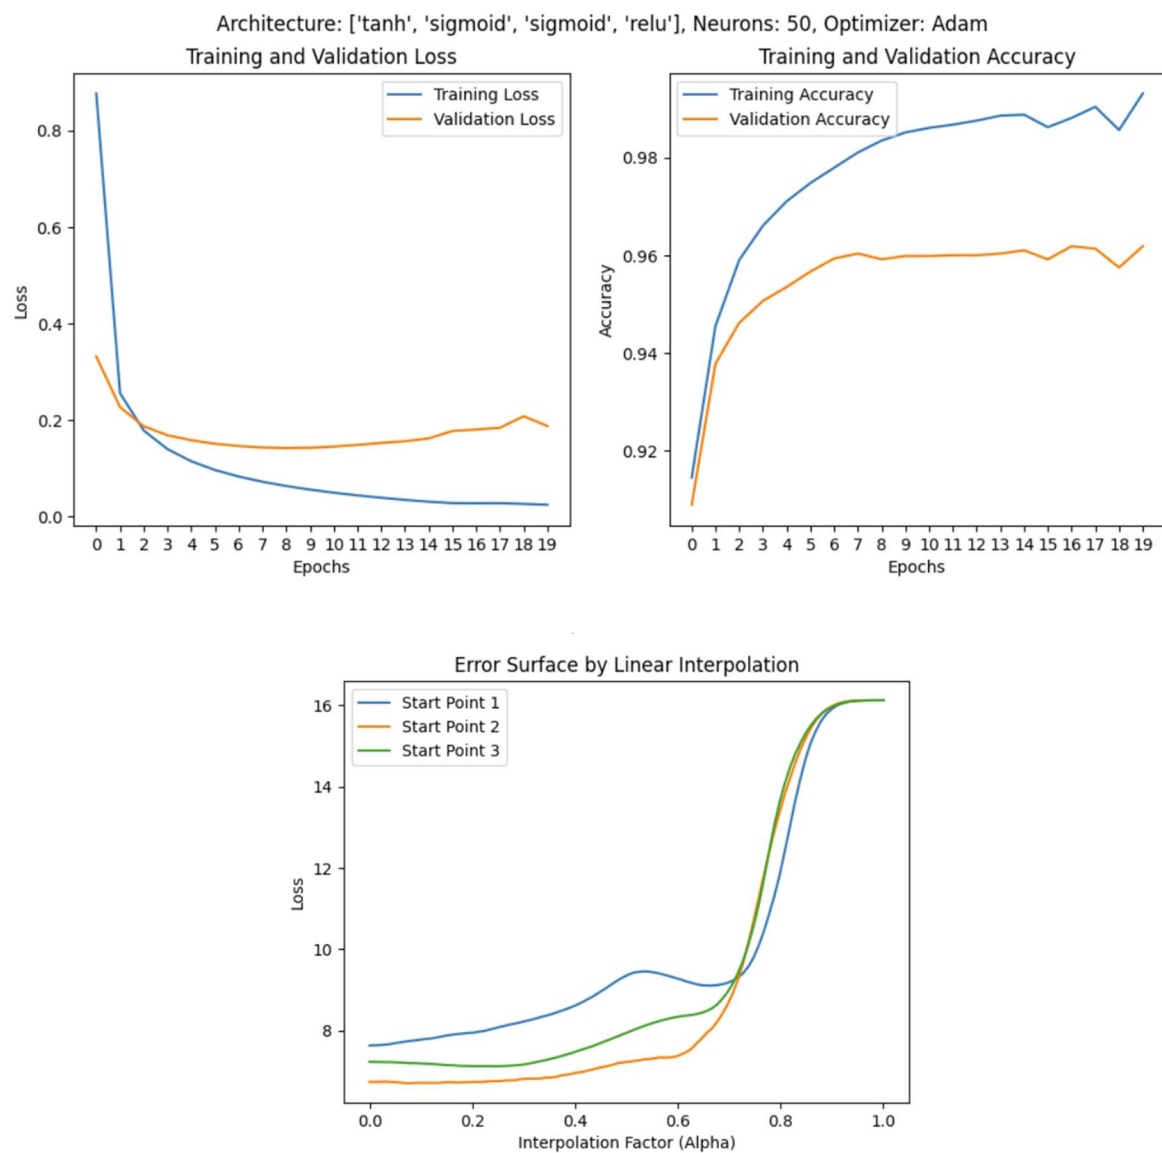 Architecture: ['tanh', 'sigmoid', 'sigmoid', 'relu'], Neurons: 50, Optimizer: Adam
Training and Validation Loss
Training Loss
Validation Loss
0.8
0.6
0.4
0.2
0.0
Loss
0 1 2 3 4 5 6 7 8 9 10 11 12 13 14 15 16 17 18 19
Epochs
Training and Validation Accuracy
Training Accuracy
Validation Accuracy
0.98
0.96
0.94
0.92
Accuracy
0 1 2 3 4 5 6 7 8 9 10 11 12 13 14 15 16 17 18 19
Epochs
Error Surface by Linear Interpolation
Start Point 1
Start Point 2
Start Point 3
16
14
12
10
8
Loss
0.0 0.2 0.4 0.6 0.8 1.0
Interpolation Factor (Alpha)